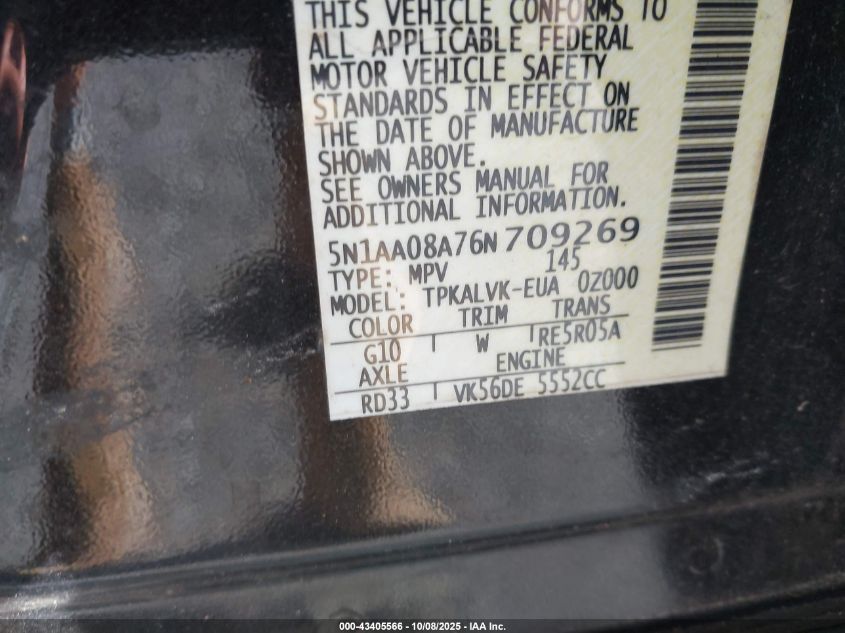 THIS VEHICLE CONFORMS TO
ALL APPLICABLE FEDERAL
MOTOR VEHICLE SAFETY
STANDARDS IN EFFECT ON
THE DATE OF MANUFACTURE
SHOWN ABOVE.
SEE OWNERS MANUAL FOR
ADDITIONAL INFORMATION.
5N1AA08A76N709269
TYPE: MPV 145
MODEL: TPKALVK-EUA 0Z000
COLOR TRIM TRANS
G10 W RE5R05A
AXLE ENGINE
RD33 VK56DE 5552CC
000-43405566 - 10/08/2025 - IAA Inc.